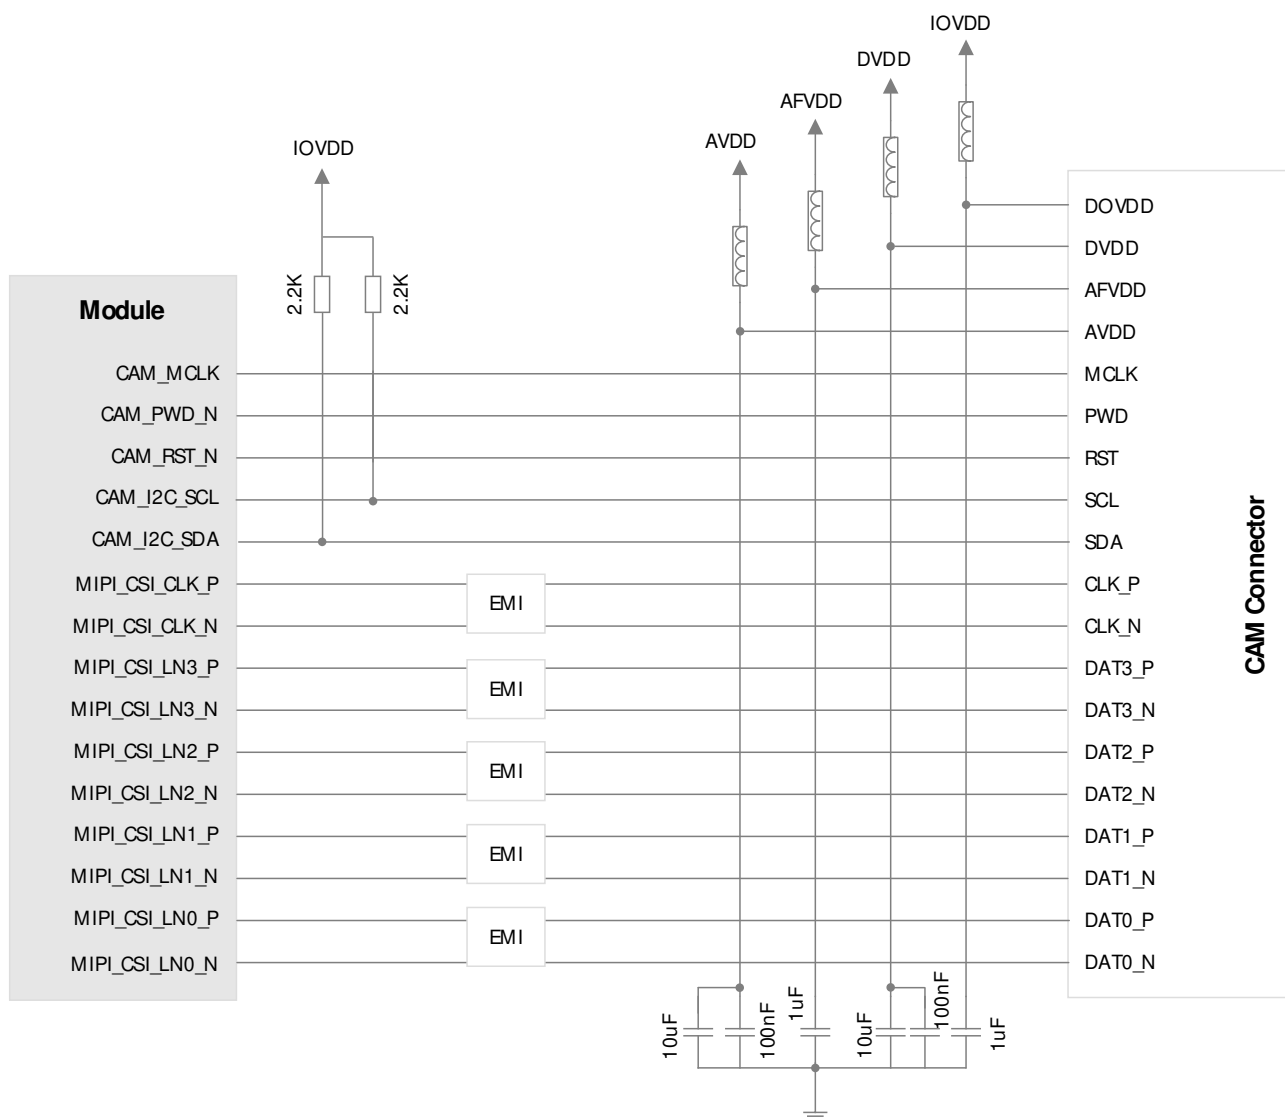 IOVDD
DVDD
AFVDD
AVDD
IOVDD
2.2K
2.2K
Module
CAM_MCLK
CAM_PWD_N
CAM_RST_N
CAM_I2C_SCL
CAM_I2C_SDA
MIPI_CSI_CLK_P
MIPI_CSI_CLK_N
MIPI_CSI_LN3_P
MIPI_CSI_LN3_N
MIPI_CSI_LN2_P
MIPI_CSI_LN2_N
MIPI_CSI_LN1_P
MIPI_CSI_LN1_N
MIPI_CSI_LN0_P
MIPI_CSI_LN0_N
EMI
EMI
EMI
EMI
EMI
DOVDD
DVDD
AFVDD
AVDD
MCLK
PWD
RST
SCL
SDA
CLK_P
CLK_N
DAT3_P
DAT3_N
DAT2_P
DAT2_N
DAT1_P
DAT1_N
DAT0_P
DAT0_N
CAM Connector
10uF
100nF
1uF
10uF
100nF
1uF